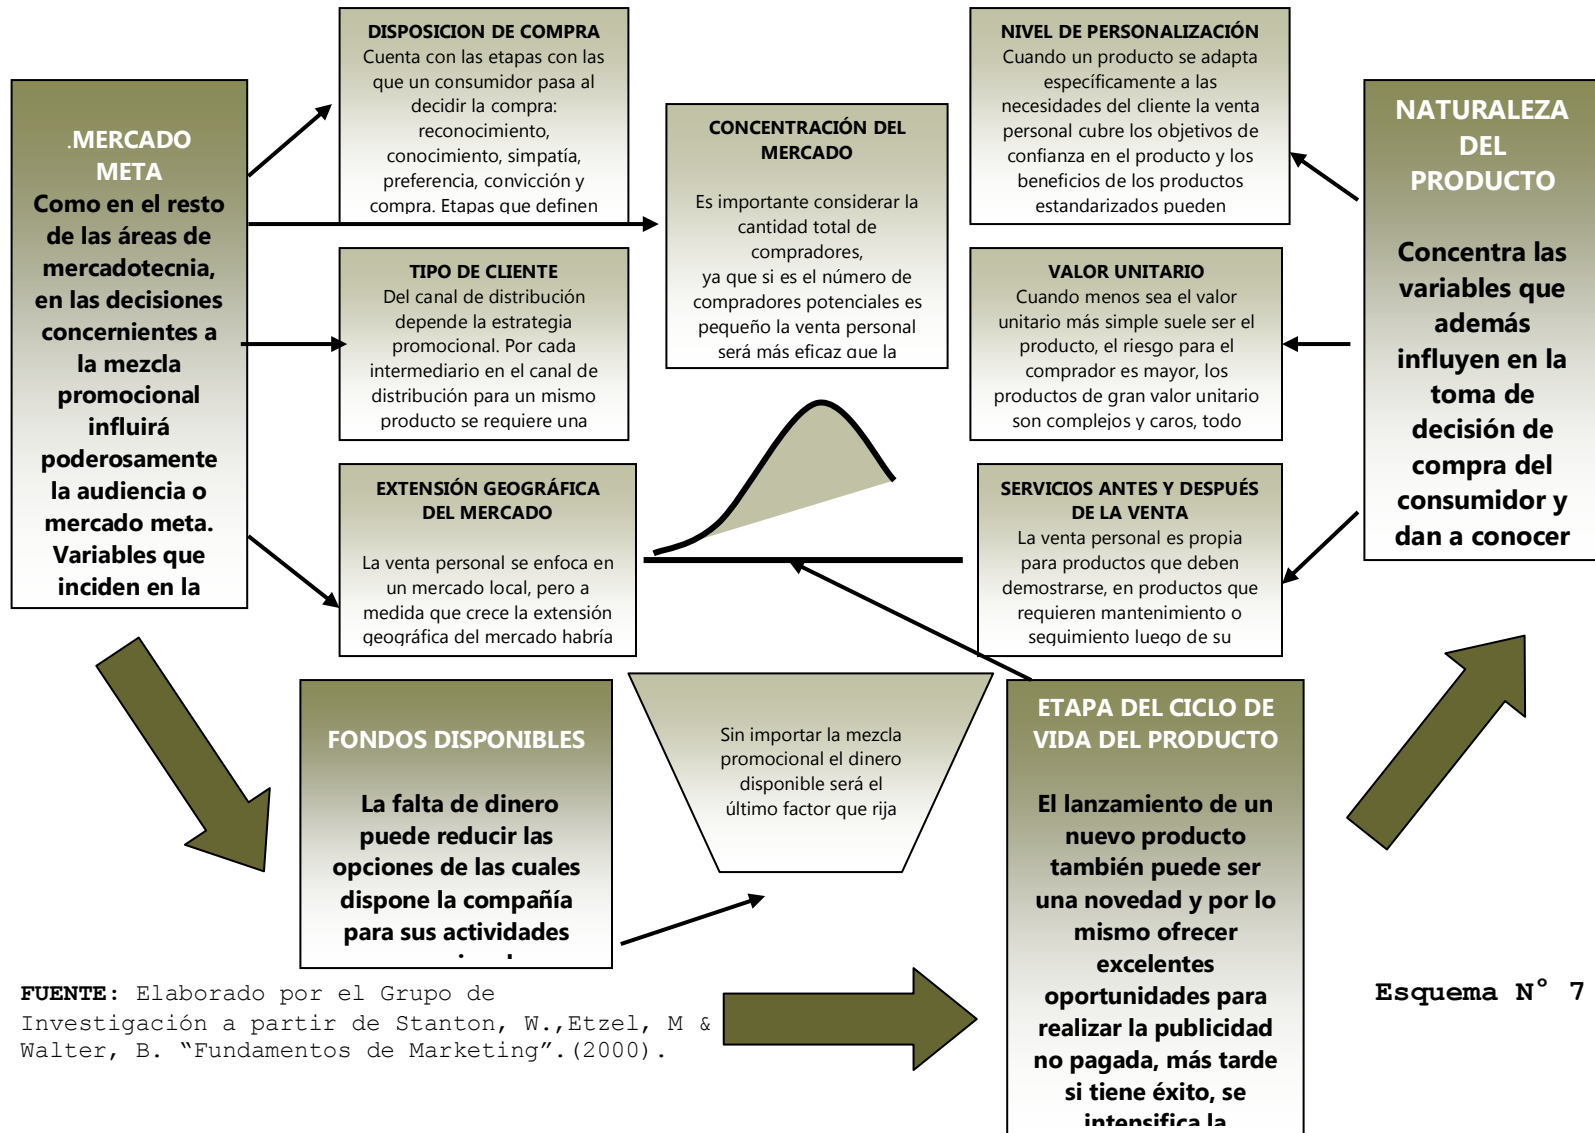 .MERCADO
META
Como en el resto
de las áreas de
mercadotecnia,
en las decisiones
concernientes a
la mezcla
promocional
influirá
poderosamente
la audiencia o
mercado meta.
Variables que
inciden en la
DISPOSICION DE COMPRA
Cuenta con las etapas con las
que un consumidor pasa al
decidir la compra:
reconocimiento,
conocimiento, simpatía,
preferencia, convicción y
compra. Etapas que definen
TIPO DE CLIENTE
Del canal de distribución
depende la estrategia
promocional. Por cada
intermediario en el canal de
distribución para un mismo
producto se requiere una
EXTENSIÓN GEOGRÁFICA
DEL MERCADO
La venta personal se enfoca en
un mercado local, pero a
medida que crece la extensión
geográfica del mercado habría
CONCENTRACIÓN DEL
MERCADO
Es importante considerar la
cantidad total de
compradores,
ya que si es el número de
compradores potenciales es
pequeño la venta personal
será más eficaz que la
NIVEL DE PERSONALIZACIÓN
Cuando un producto se adapta
específicamente a las
necesidades del cliente la venta
personal cubre los objetivos de
confianza en el producto y los
beneficios de los productos
estandarizados pueden
VALOR UNITARIO
Cuando menos sea el valor
unitario más simple suele ser el
producto, el riesgo para el
comprador es mayor, los
productos de gran valor unitario
son complejos y caros, todo
SERVICIOS ANTES Y DESPUÉS
DE LA VENTA
La venta personal es propia
para productos que deben
demostrarse, en productos que
requieren mantenimiento o
seguimiento luego de su
NATURALEZA
DEL
PRODUCTO
Concentra las
variables que
además
influyen en la
toma de
decisión de
compra del
consumidor y
dan a conocer
FONDOS DISPONIBLES
La falta de dinero
puede reducir las
opciones de las cuales
dispone la compañía
para sus actividades
Sin importar la mezcla
promocional el dinero
disponible será el
último factor que rija
ETAPA DEL CICLO DE
VIDA DEL PRODUCTO
El lanzamiento de un
nuevo producto
también puede ser
una novedad y por lo
mismo ofrecer
excelentes
oportunidades para
realizar la publicidad
no pagada, más tarde
si tiene éxito, se
intensifica la
FUENTE: Elaborado por el Grupo de
Investigación a partir de Stanton, W.,Etzel, M &
Walter, B. “Fundamentos de Marketing”.(2000).
Esquema N° 7